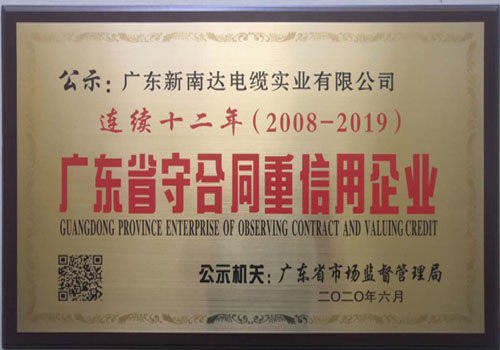 公示：广东新南达电缆实业有限公司
连续十二年（2008-2019）
广东省守合同重信用企业
GUANGDONG PROVINCE ENTERPRISE OF OBSERVING CONTRACT AND VALUING CREDIT
公示机关：广东省市场监督管理局
二〇二〇年六月